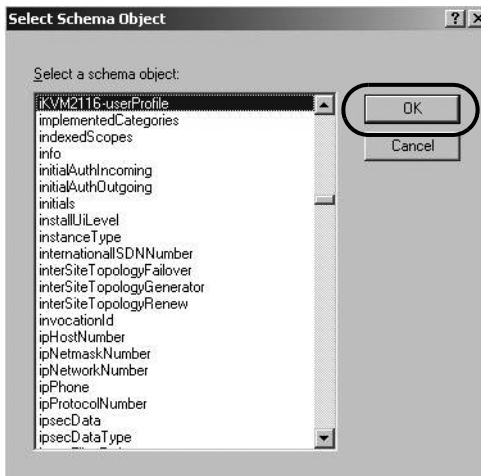 Select Schema Object
Select a schema object:
iKVM2116-userProfile
implementedCategories
indexedScopes
info
initialAuthIncoming
initialAuthOutgoing
initials
installUiLevel
instanceType
internationalISDNNumber
interSiteTopologyFailover
interSiteTopologyGenerator
interSiteTopologyRenew
invocationId
ipHostNumber
ipNetmaskNumber
ipNetworkNumber
ipPhone
ipProtocolNumber
ipsecData
ipsecDataType
OK
Cancel